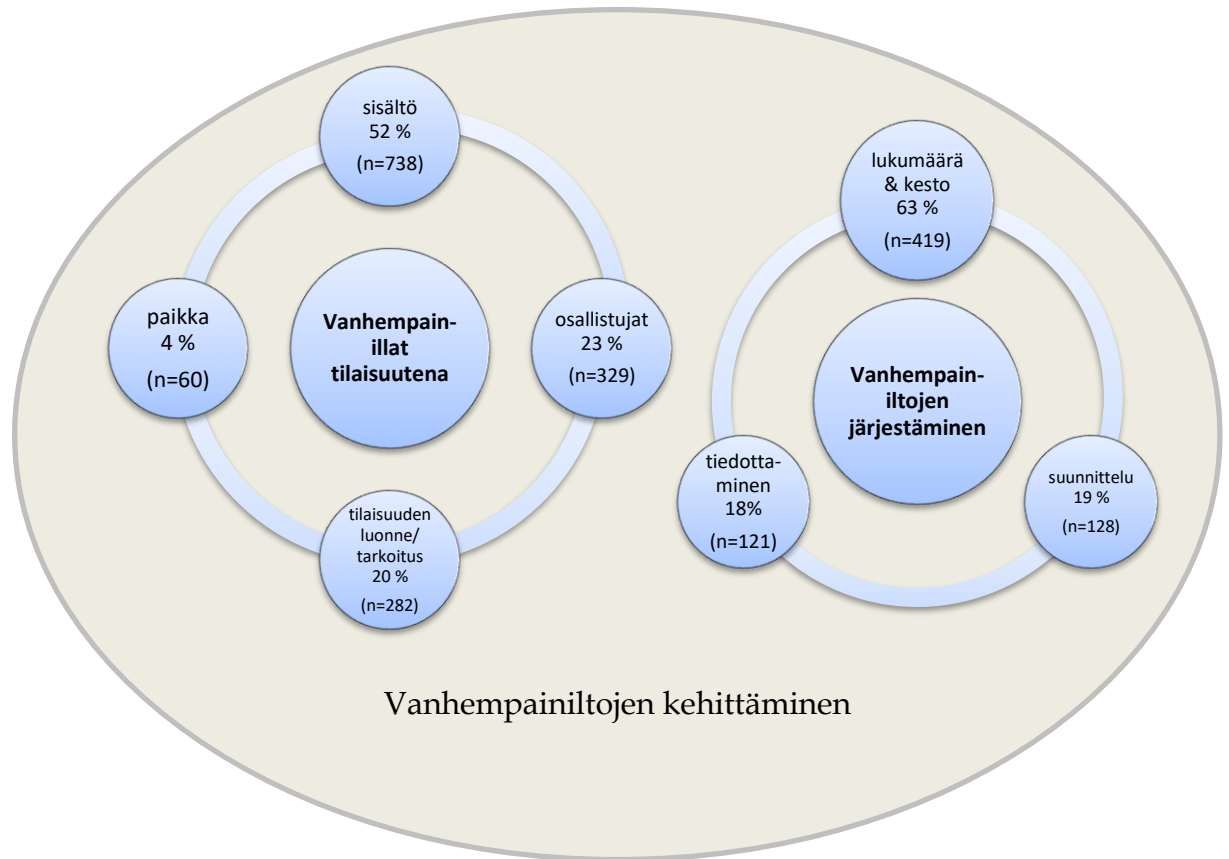 sisältö
52 %
(n=738)
paikka
4 %
(n=60)
Vanhempain-
illat
tilaisuutena
osallistujat
23 %
(n=329)
tilaisuuden
luonne/
tarkoitus
20 %
(n=282)
lukumäärä
& kesto
63 %
(n=419)
Vanhempain-
iltojen
järjestäminen
tiedotta-
minen
18%
(n=121)
suunnittelu
19 %
(n=128)
Vanhempainiltojen kehittäminen